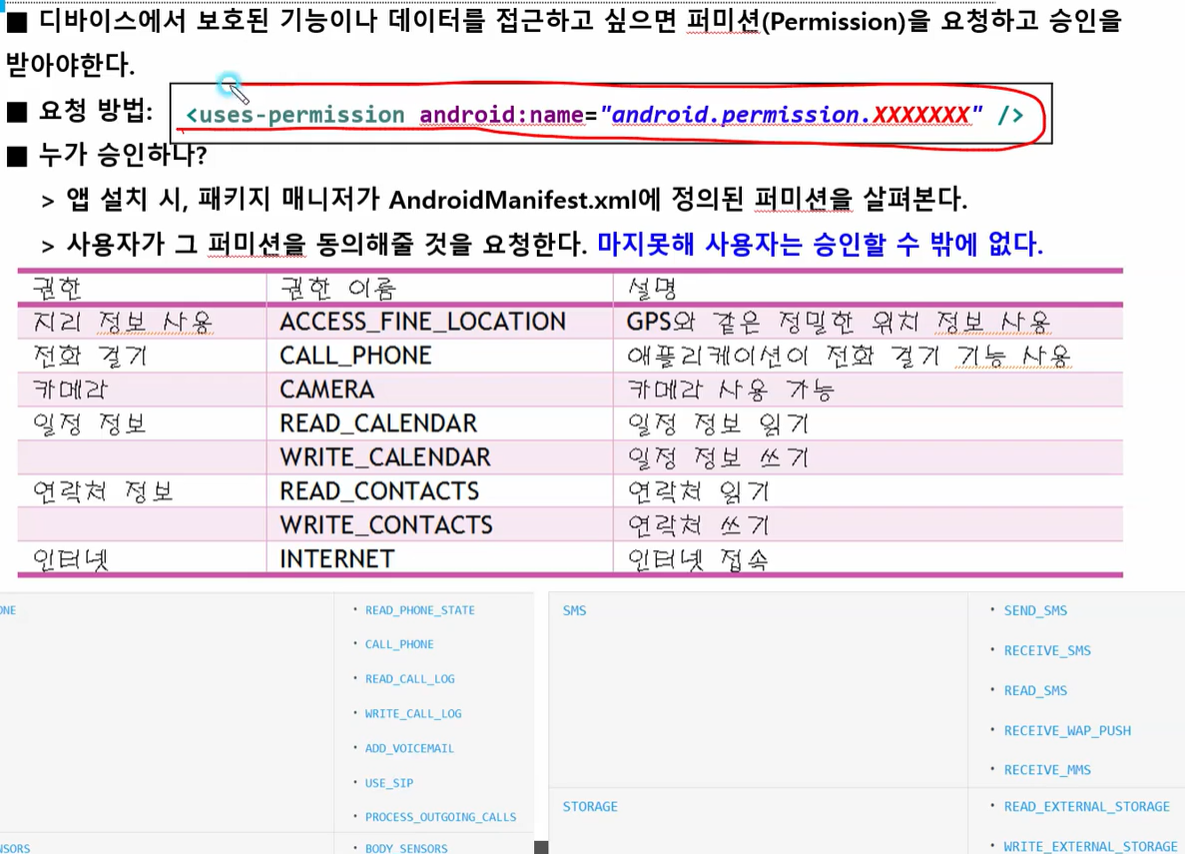 ■ 디바이스에서 보호된 기능이나 데이터를 접근하고 싶으면 퍼미션(Permission)을 요청하고 승인을
받아야한다.
■ 요청 방법: <uses-permission android:name="android.permission.XXXXXXX" />
■ 누가 승인하나?
> 앱 설치 시, 패키지 매니저가 AndroidManifest.xml에 정의된 퍼미션을 살펴본다.
> 사용자가 그 퍼미션을 동의해줄 것을 요청한다. 마지못해 사용자는 승인할 수 밖에 없다.
권한 권한 이름 설명
지리 정보 사용 ACCESS_FINE_LOCATION GPS와 같은 정밀한 위치 정보 사용
전화 걸기 CALL_PHONE 애플리케이션이 전화 걸기 기능 사용
카메라 CAMERA 카메라 사용 가능
일정 정보 READ_CALENDAR 일정 정보 읽기
WRITE_CALENDAR 일정 정보 쓰기
연락처 정보 READ_CONTACTS 연락처 읽기
WRITE_CONTACTS 연락처 쓰기
인터넷 INTERNET 인터넷 접속
ONE
• READ_PHONE_STATE
• CALL_PHONE
• READ_CALL_LOG
• WRITE_CALL_LOG
• ADD_VOICEMAIL
• USE_SIP
• PROCESS_OUTGOING_CALLS
NSORS • BODY_SENSORS
SMS
• SEND_SMS
• RECEIVE_SMS
• READ_SMS
• RECEIVE_WAP_PUSH
• RECEIVE_MMS
STORAGE • READ_EXTERNAL_STORAGE
• WRITE_EXTERNAL_STORAGE